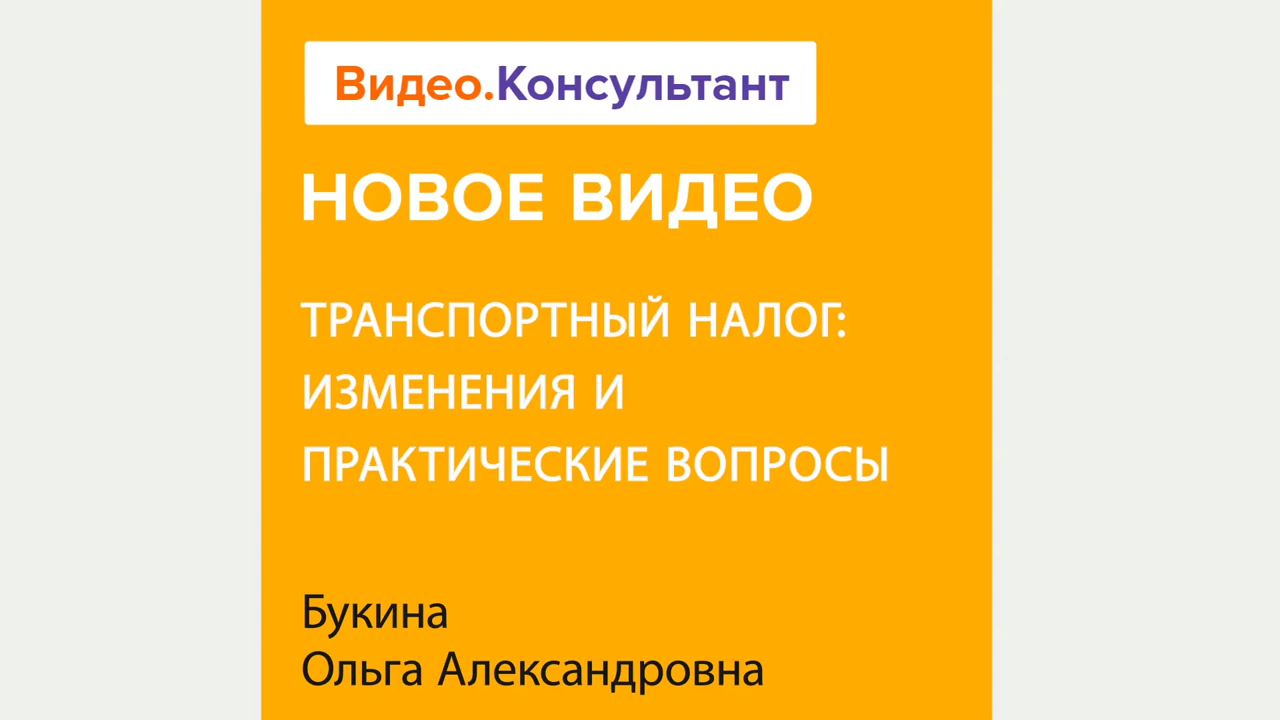 Видео.Консультант
НОВОЕ ВИДЕО
ТРАНСПОРТНЫЙ НАЛОГ:
ИЗМЕНЕНИЯ И
ПРАКТИЧЕСКИЕ ВОПРОСЫ
Букина
Ольга Александровна